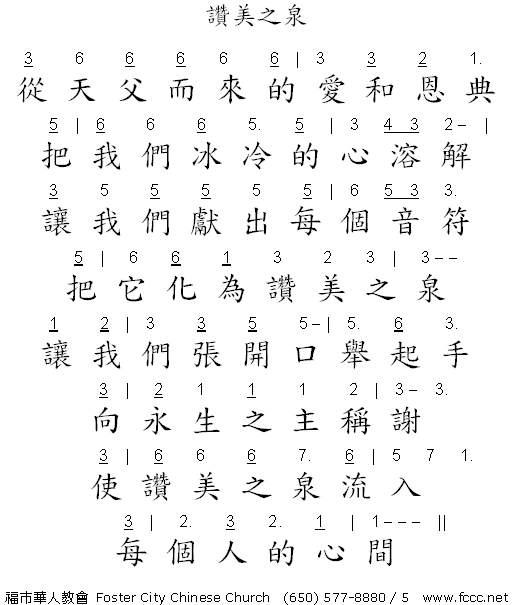 讚美之泉
3 6 6 6 6 6 | 3 3 2 1.
從天父而來的愛和恩典
5 | 6 6 6 5. 5 | 3 4 3 2 – |
把我們冰冷的心溶解
3 5 5 5 5 5 | 6 5 3 3.
讓我們獻出每個音符
5 | 6 6 1 3 2 3 | 3 – –
把它化為讚美之泉
1 2 | 3 3 5 5 – | 5. 6 3.
讓我們張開口舉起手
3 | 2 1 1 1 2 | 3 – 3.
向永生之主稱謝
3 | 6 6 6 7. 6 | 5 7 1.
使讚美之泉流入
3 | 2. 3 2. 1 | 1 – – – ||
每個人的心間
福市華人教會 Foster City Chinese Church (650) 577-8880 / 5 www.fccc.net